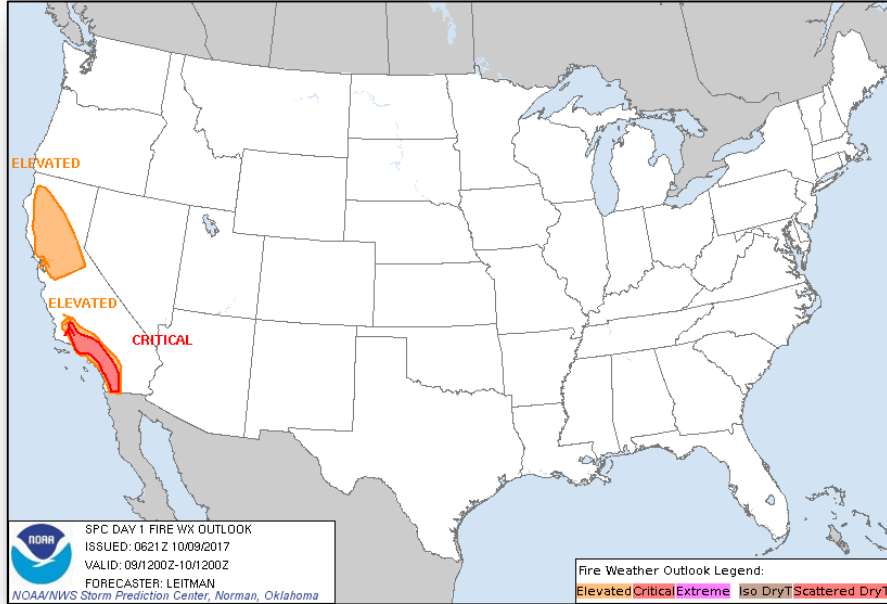 ELEVATED
ELEVATED
CRITICAL
SPC DAY 1 FIRE WX OUTLOOK
ISSUED: 0621Z 10/09/2017
VALID: 09/1200Z-10/1200Z
FORECASTER: LEITMAN
NOAA
NOAA/NWS Storm Prediction Center, Norman, Oklahoma
Fire Weather Outlook Legend:
Elevated Critical Extreme Iso DryT Scattered DryT